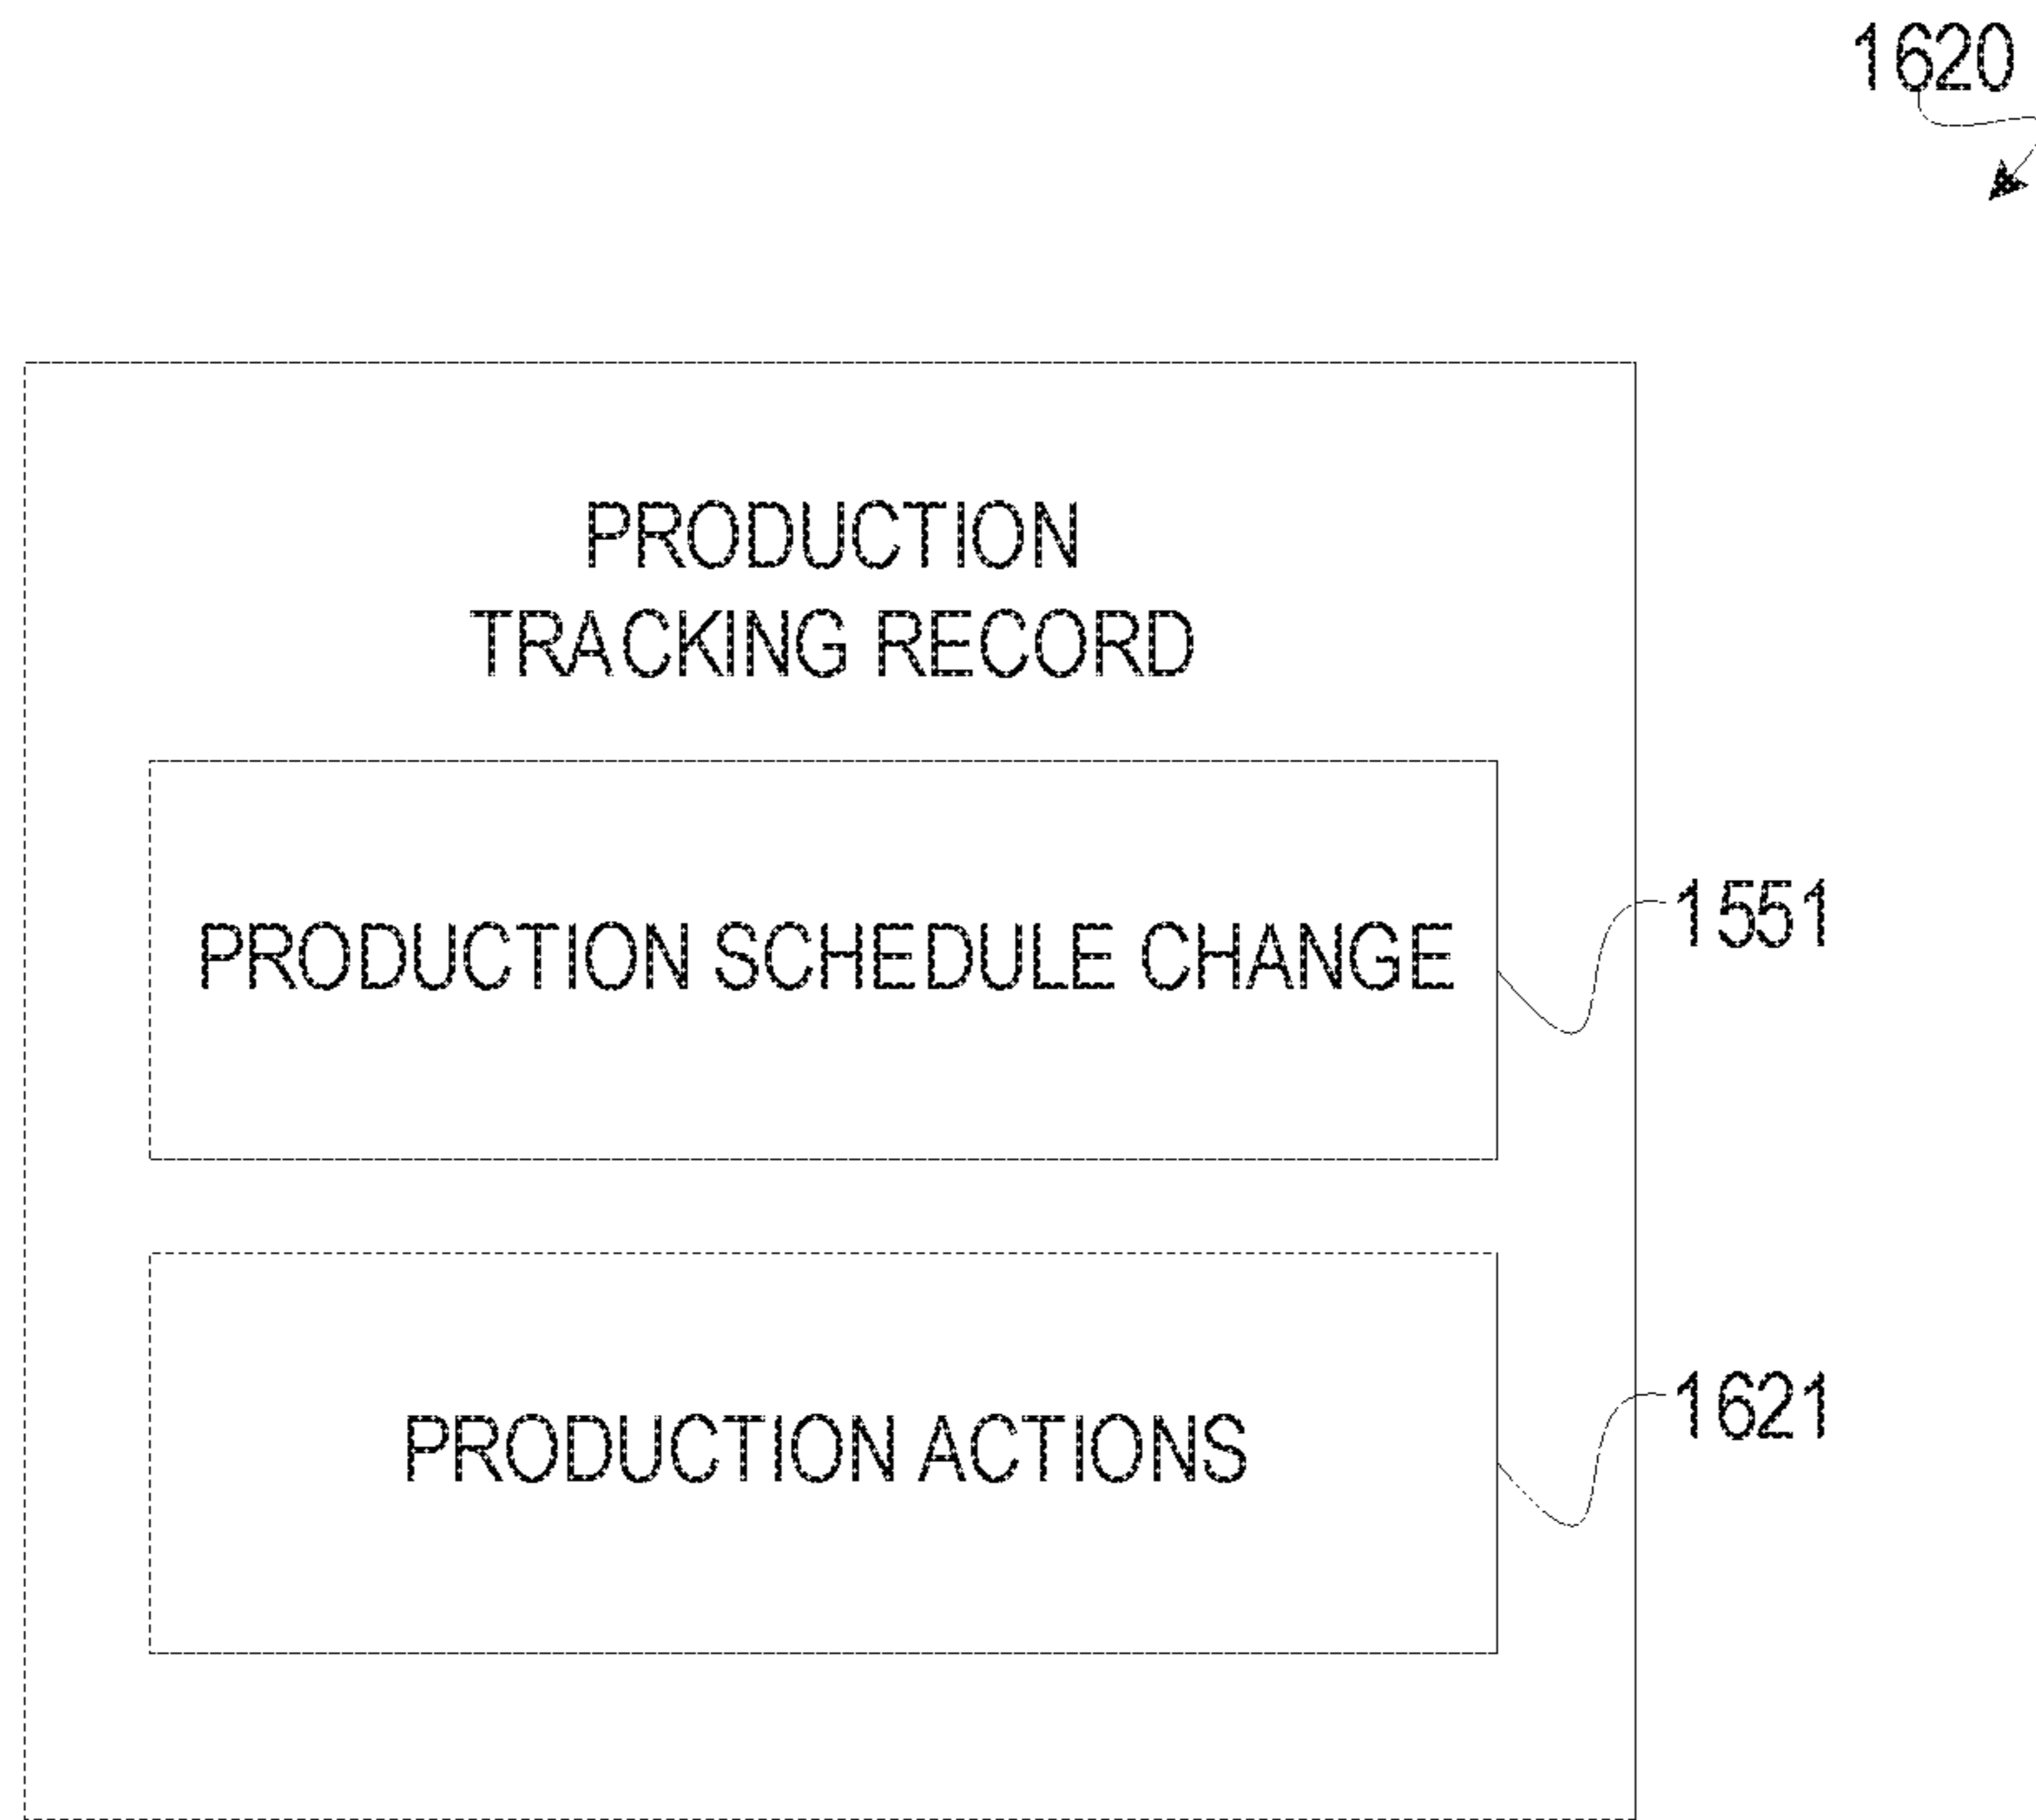 1620
PRODUCTION
TRACKING RECORD
PRODUCTION SCHEDULE CHANGE
1551
PRODUCTION ACTIONS
1621